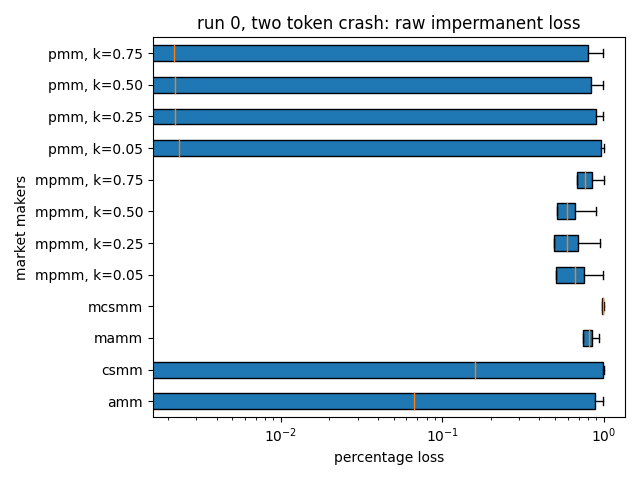 run 0, two token crash: raw impermanent loss
market makers
pmm, k=0.75
pmm, k=0.50
pmm, k=0.25
pmm, k=0.05
mpmm, k=0.75
mpmm, k=0.50
mpmm, k=0.25
mpmm, k=0.05
mcsmm
mamm
csmm
amm
10⁻² 10⁻¹ 10⁰
percentage loss